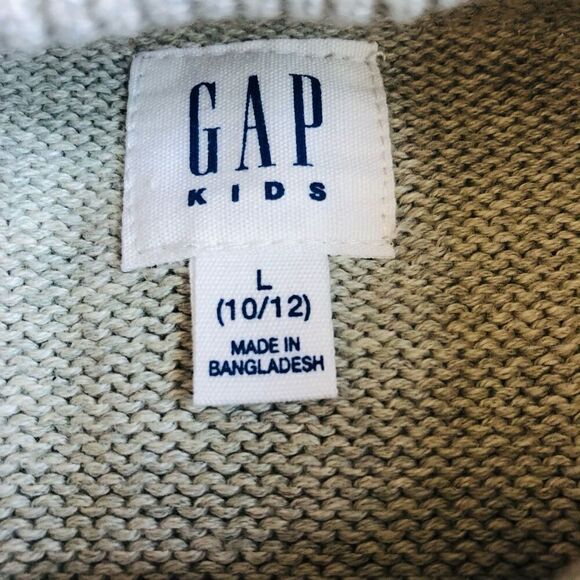 GAP
KIDS
L
(10/12)
MADE IN
BANGLADESH